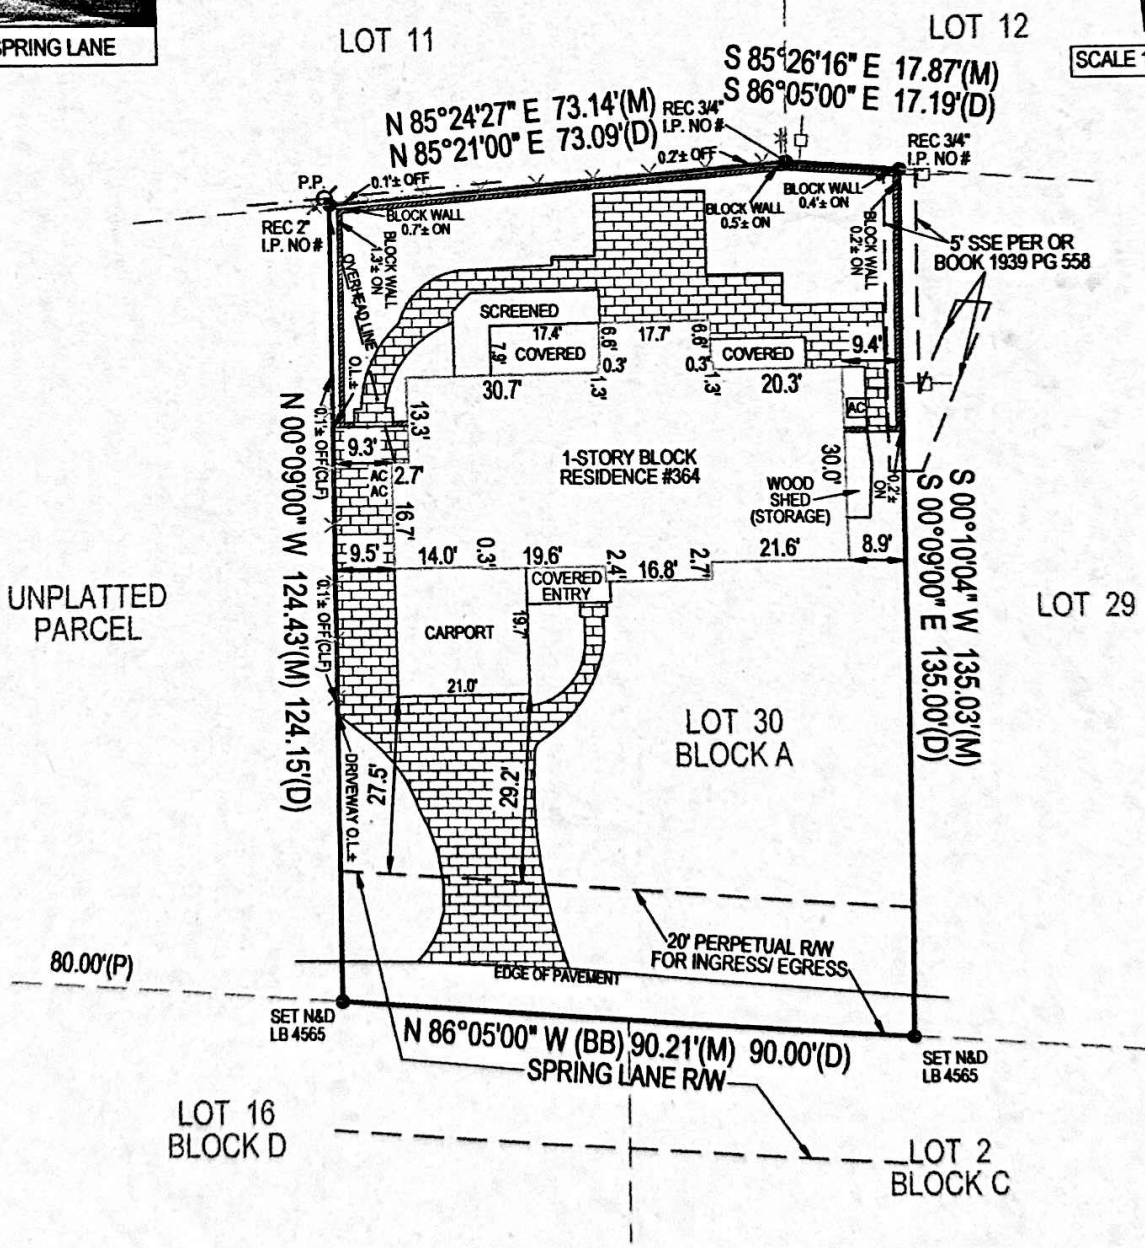 SPRING LANE
LOT 11
LOT 12
SCALE 1
S 85°26'16" E 17.87'(M)
S 86°05'00" E 17.19'(D)
N 85°24'27" E 73.14'(M)
N 85°21'00" E 73.09'(D)
REC 3/4"
I.P. NO #
REC 3/4"
I.P. NO #
P.P.
0.1'± OFF
0.2'± OFF
REC 2"
I.P. NO #
BLOCK WALL
0.7'± ON
BLOCK WALL
0.5'± ON
BLOCK WALL
0.4'± ON
BLOCK WALL
1.3'± ON
BLOCK WALL
0.2'± ON
OVERHEAD LINE
O.L.±
5' SSE PER OR
BOOK 1939 PG 558
SCREENED
17.4'
7.9'
COVERED
6.6'
0.3'
17.7'
6.6'
0.3'
COVERED
9.4'
30.7'
1.3'
1.3'
20.3'
AC
0.1'± OFF(CLF)
13.3'
9.3'
AC
AC
2.7'
16.7'
1-STORY BLOCK
RESIDENCE #364
30.0'
WOOD
SHED
(STORAGE)
0.2'±
ON
N 00°09'00" W 124.43'(M) 124.15'(D)
S 00°10'04" W 135.03'(M)
S 00°09'00" E 135.00'(D)
9.5'
14.0'
0.3'
19.6'
2.4'
16.8'
2.7'
21.6'
8.9'
COVERED
ENTRY
0.1'± OFF(CLF)
CARPORT
19.7'
21.0'
UNPLATTED
PARCEL
LOT 29
LOT 30
BLOCK A
DRIVEWAY O.L.±
27.5'
29.2'
20' PERPETUAL R/W
FOR INGRESS/ EGRESS
EDGE OF PAVEMENT
80.00'(P)
SET N&D
LB 4565
N 86°05'00" W (BB) 90.21'(M) 90.00'(D)
SET N&D
LB 4565
SPRING LANE R/W
LOT 16
BLOCK D
LOT 2
BLOCK C